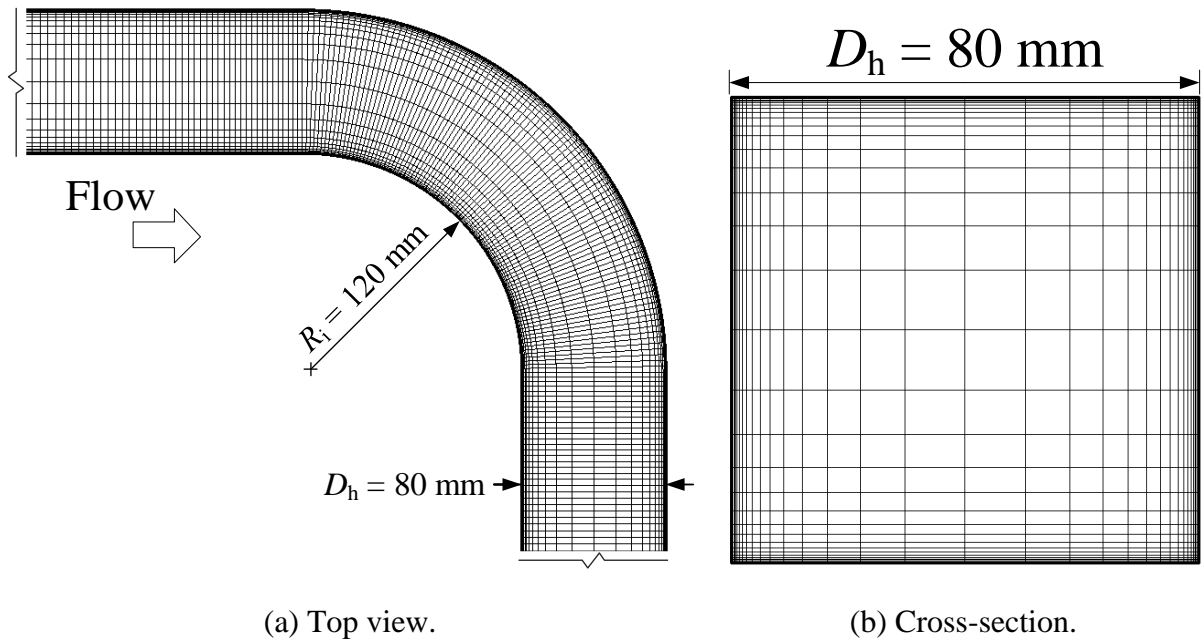 D_h = 80 mm
Flow
R_i = 120 mm
D_h = 80 mm
(a) Top view.
(b) Cross-section.